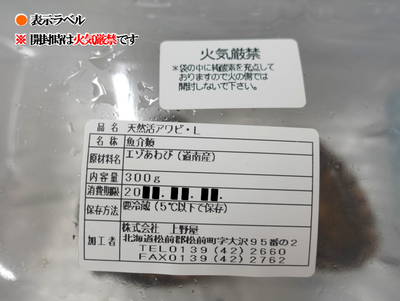 ● 表示ラベル
※ 開封時は火気厳禁です
火気厳禁
＊袋の中に純酸素を充点して
おりますので火の側では
開封しないで下さい。
品名 天然活アワビ・L
名称 魚介類
原材料名 エゾあわび（道南産）
内容量 300g
消費期限 20
保存方法 要冷蔵（5℃以下で保存）
加工者 株式会社 上野屋
北海道松前郡松前町字大沢95番の2
TEL0139（42）2660
FAX0139（42）2762